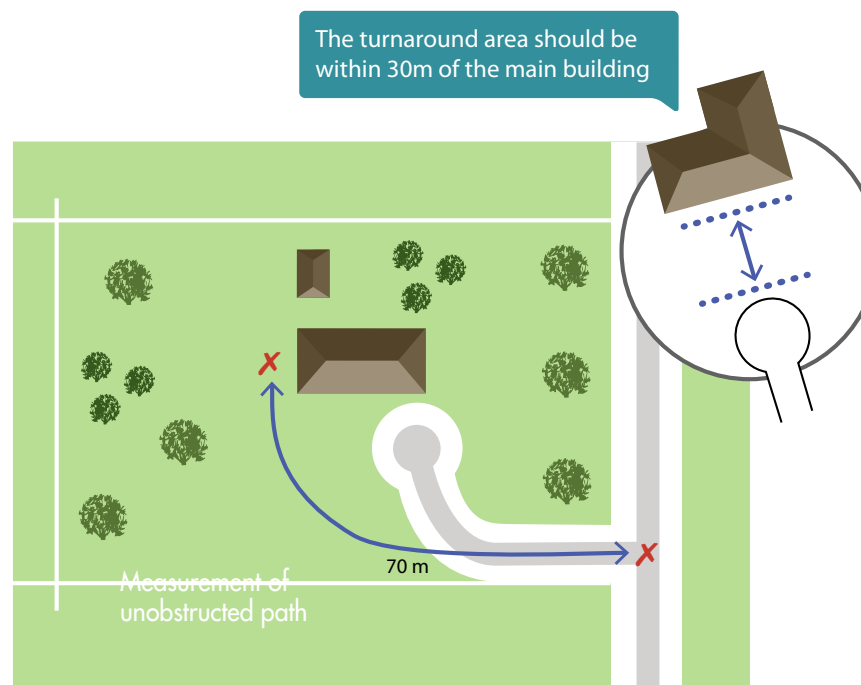 The turnaround area should be
within 30m of the main building
70 m
Measurement of
unobstructed path